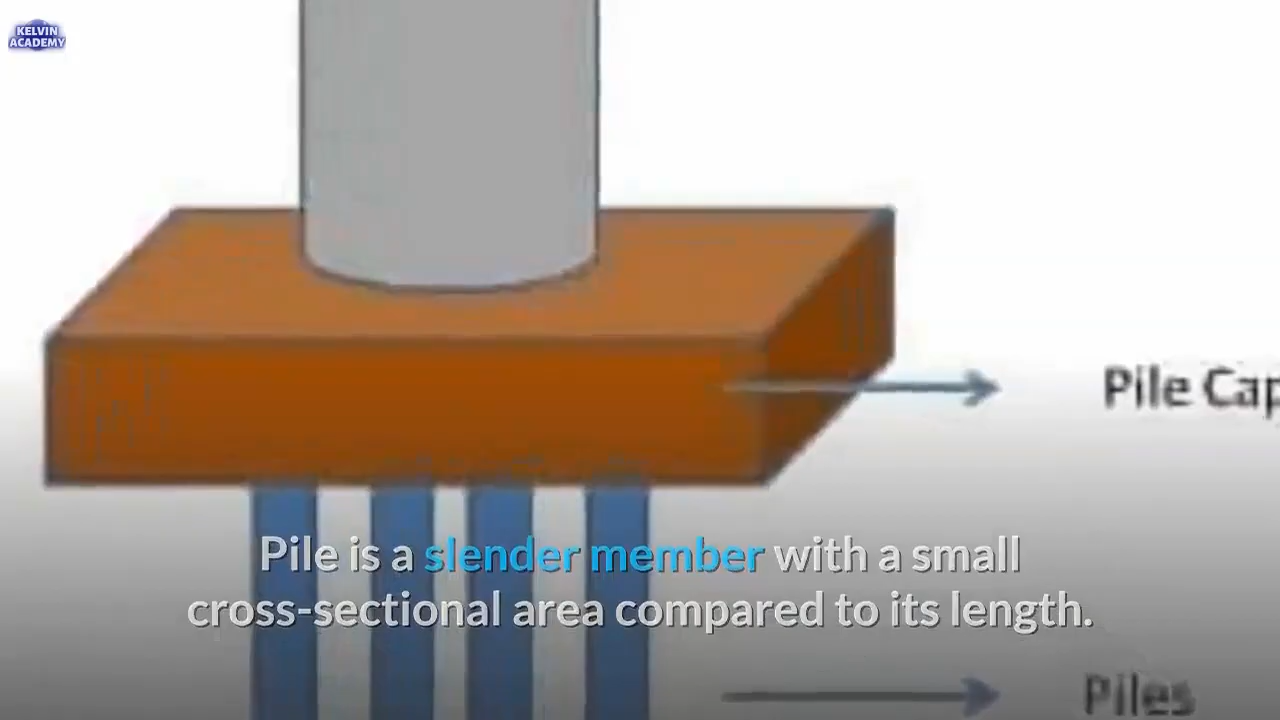 KELVIN
ACADEMY
Pile Cap
Pile is a slender member with a small
cross-sectional area compared to its length.
Piles